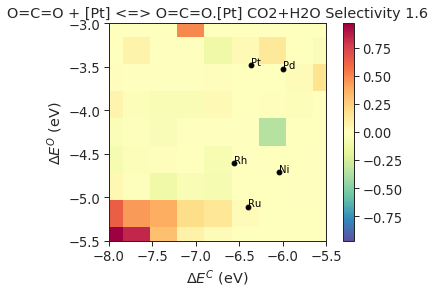 O=C=O + [Pt] <=> O=C=O.[Pt] CO2+H2O Selectivity 1.6
−3.0
−3.5
−4.0
−4.5
−5.0
−5.5
ΔE^O (eV)
Pt
Pd
Rh
Ni
Ru
−8.0 −7.5 −7.0 −6.5 −6.0 −5.5
ΔE^C (eV)
0.75
0.50
0.25
0.00
−0.25
−0.50
−0.75